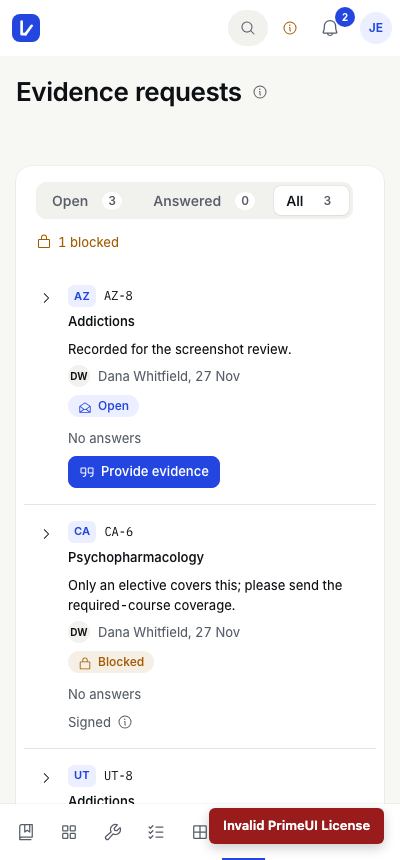 2
JE
Evidence requests
Open 3 Answered 0 All 3
1 blocked
AZ AZ-8
Addictions
Recorded for the screenshot review.
DW Dana Whitfield, 27 Nov
Open
No answers
Provide evidence
CA CA-6
Psychopharmacology
Only an elective covers this; please send the
required-course coverage.
DW Dana Whitfield, 27 Nov
Blocked
No answers
Signed
UT UT-8
Addictions
Invalid PrimeUI License